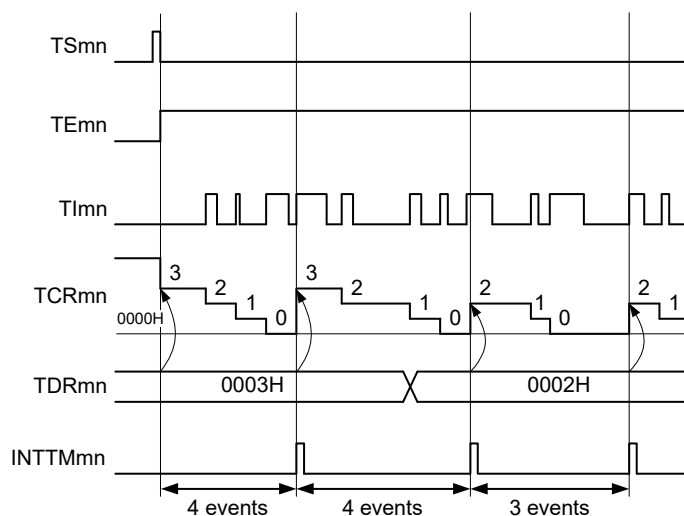 TSmn
TEmn
TImn
TCRmn
3
2
1
0
3
2
1
0
2
1
0
2
1
0000H
TDRmn
0003H
0002H
INTTMmn
4 events
4 events
3 events